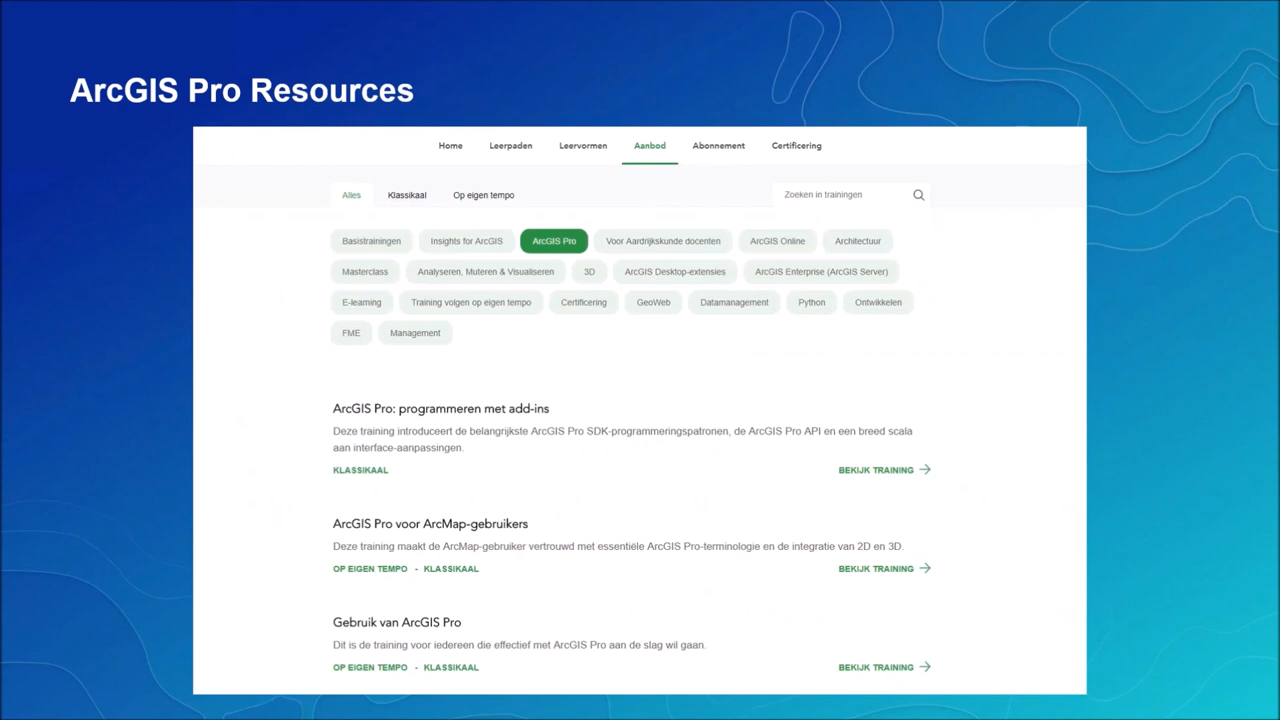 ArcGIS Pro Resources
Home Leerpaden Leervormen Aanbod Abonnement Certificering
Alles Klassikaal Op eigen tempo Zoeken in trainingen
Basistrainingen Insights for ArcGIS ArcGIS Pro Voor Aardrijkskunde docenten ArcGIS Online Architectuur
Masterclass Analyseren, Muteren & Visualiseren 3D ArcGIS Desktop-extensies ArcGIS Enterprise (ArcGIS Server)
E-learning Training volgen op eigen tempo Certificering GeoWeb Datamanagement Python Ontwikkelen
FME Management
ArcGIS Pro: programmeren met add-ins
Deze training introduceert de belangrijkste ArcGIS Pro SDK-programmeringspatronen, de ArcGIS Pro API en een breed scala
aan interface-aanpassingen.
KLASSIKAAL BEKIJK TRAINING
ArcGIS Pro voor ArcMap-gebruikers
Deze training maakt de ArcMap-gebruiker vertrouwd met essentiële ArcGIS Pro-terminologie en de integratie van 2D en 3D.
OP EIGEN TEMPO - KLASSIKAAL BEKIJK TRAINING
Gebruik van ArcGIS Pro
Dit is de training voor iedereen die effectief met ArcGIS Pro aan de slag wil gaan.
OP EIGEN TEMPO - KLASSIKAAL BEKIJK TRAINING